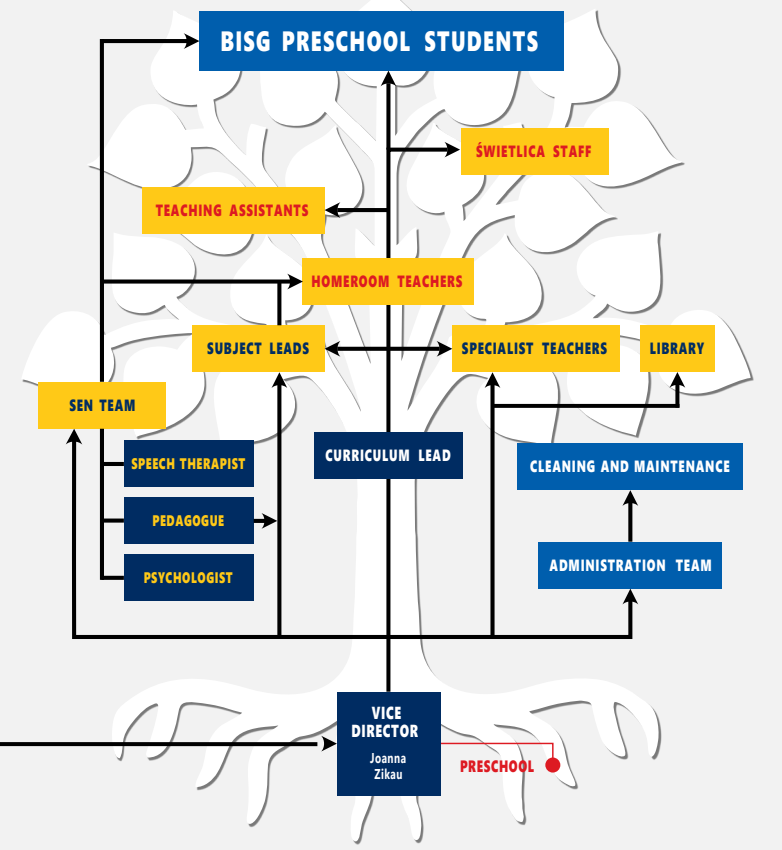 BISG PRESCHOOL STUDENTS
ŚWIETLICA STAFF
TEACHING ASSISTANTS
HOMEROOM TEACHERS
SUBJECT LEADS
SPECIALIST TEACHERS
LIBRARY
SEN TEAM
CURRICULUM LEAD
SPEECH THERAPIST
CLEANING AND MAINTENANCE
PEDAGOGUE
ADMINISTRATION TEAM
PSYCHOLOGIST
VICE
DIRECTOR
Joanna
Zikau
PRESCHOOL